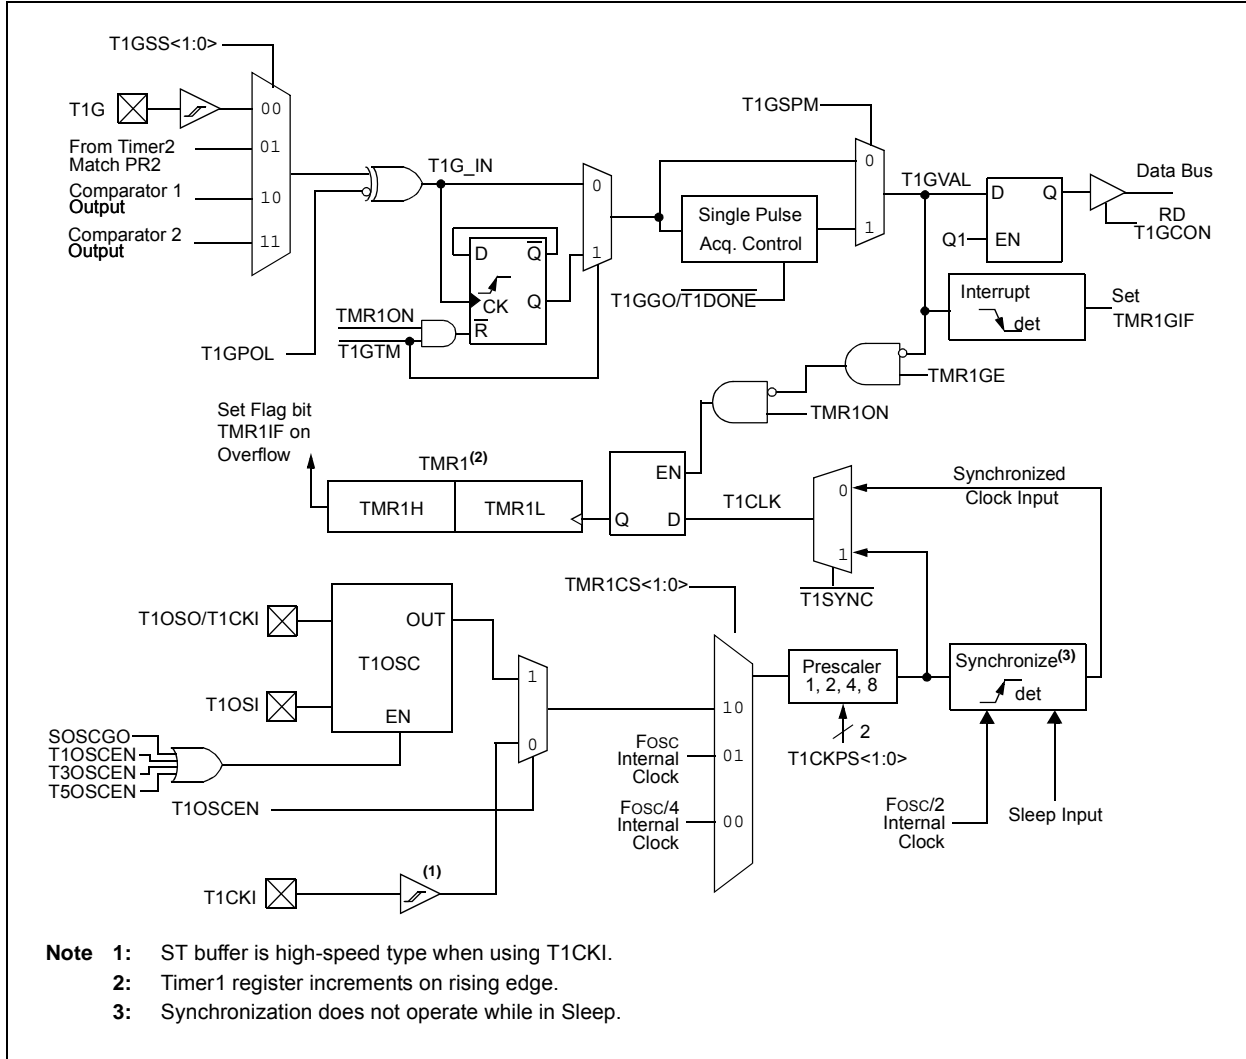 T1GSS<1:0>
T1G
00
From Timer2
Match PR2
01
Comparator 1
Output
10
Comparator 2
Output
11
T1G_IN
0
1
D
Q
CK
Q
R
TMR1ON
T1GTM
T1GPOL
T1GSPM
0
1
Single Pulse
Acq. Control
T1GGO/T1DONE
T1GVAL
D
Q
Q1
EN
Data Bus
RD
T1GCON
Interrupt
det
Set
TMR1GIF
TMR1GE
TMR1ON
Set Flag bit
TMR1IF on
Overflow
TMR1(2)
TMR1H
TMR1L
EN
Q
D
T1CLK
0
1
T1SYNC
Synchronized
Clock Input
TMR1CS<1:0>
T1OSO/T1CKI
OUT
T1OSC
T1OSI
EN
SOSCGO
T1OSCEN
T3OSCEN
T5OSCEN
T1OSCEN
1
0
T1CKI
(1)
10
FOSC
Internal
Clock
01
FOSC/4
Internal
Clock
00
Prescaler
1, 2, 4, 8
2
T1CKPS<1:0>
Synchronize(3)
det
FOSC/2
Internal
Clock
Sleep Input
Note 1: ST buffer is high-speed type when using T1CKI.
2: Timer1 register increments on rising edge.
3: Synchronization does not operate while in Sleep.